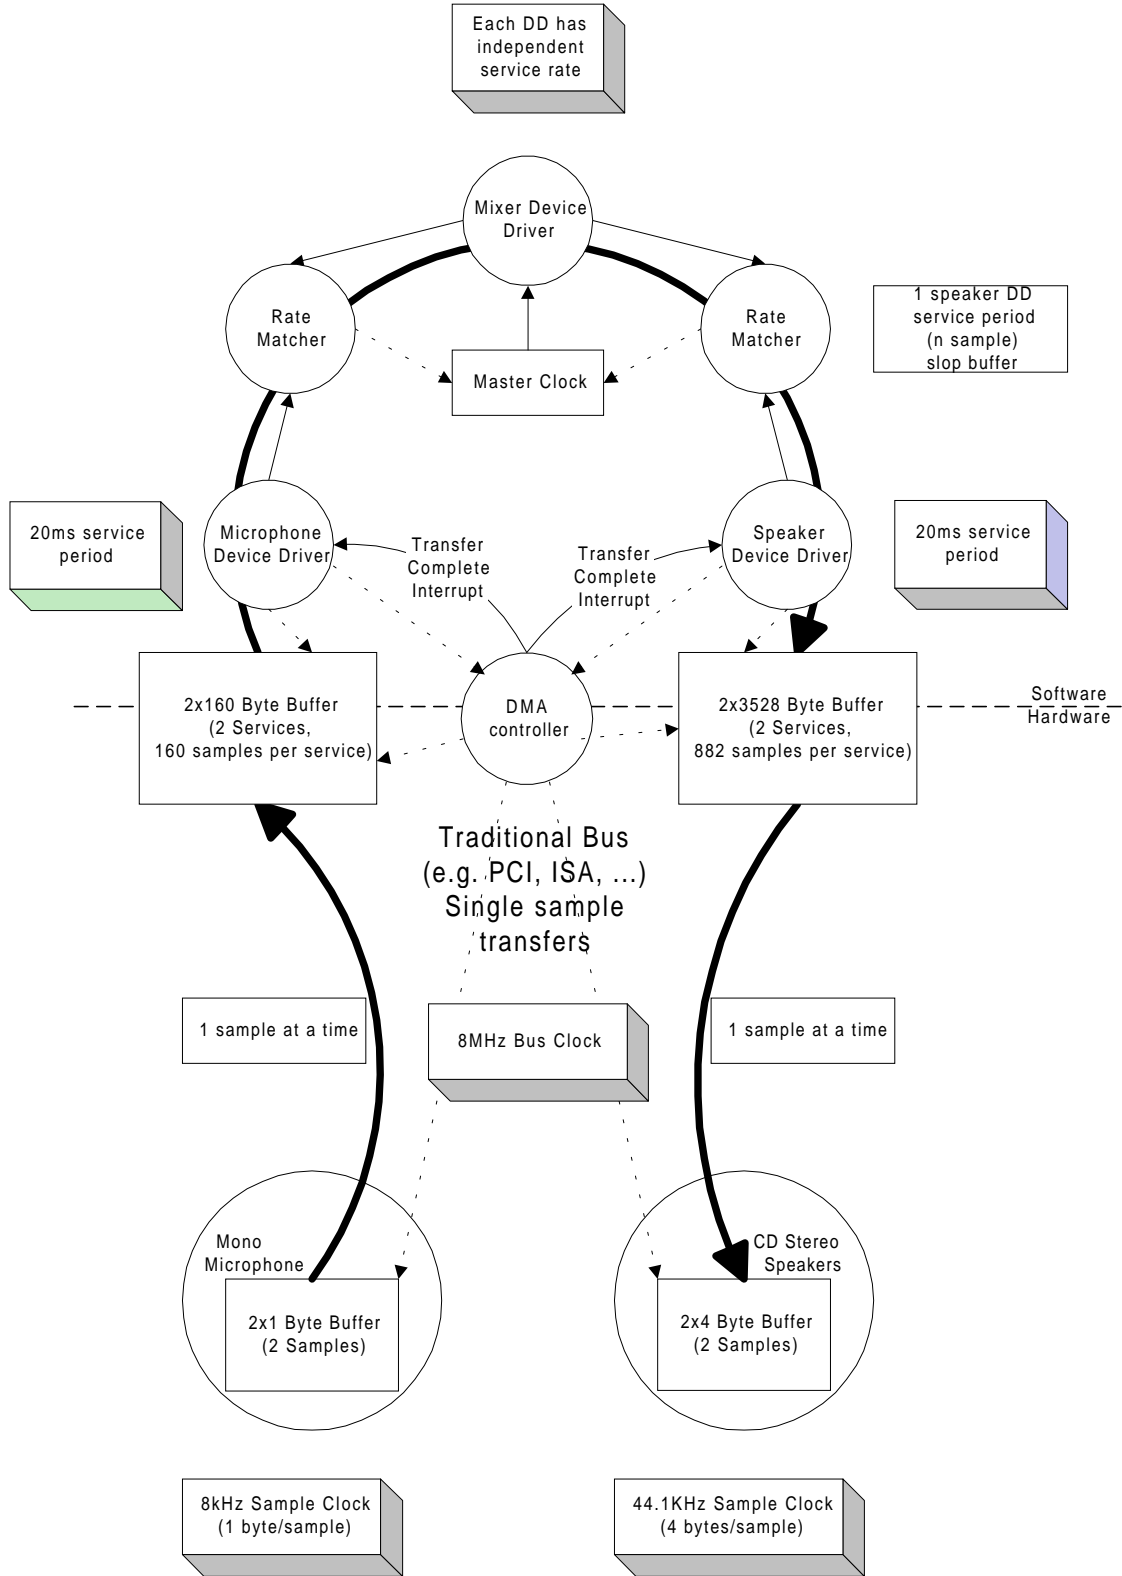 Each DD has
independent
service rate
Mixer Device
Driver
Rate
Matcher
Rate
Matcher
1 speaker DD
service period
(n sample)
slop buffer
Master Clock
20ms service
period
Microphone
Device Driver
Transfer
Complete
Interrupt
Transfer
Complete
Interrupt
Speaker
Device Driver
20ms service
period
2x160 Byte Buffer
(2 Services,
160 samples per service)
DMA
controller
2x3528 Byte Buffer
(2 Services,
882 samples per service)
Software
Hardware
Traditional Bus
(e.g. PCI, ISA, ...)
Single sample
transfers
1 sample at a time
8MHz Bus Clock
1 sample at a time
Mono
Microphone
2x1 Byte Buffer
(2 Samples)
CD Stereo
Speakers
2x4 Byte Buffer
(2 Samples)
8kHz Sample Clock
(1 byte/sample)
44.1KHz Sample Clock
(4 bytes/sample)